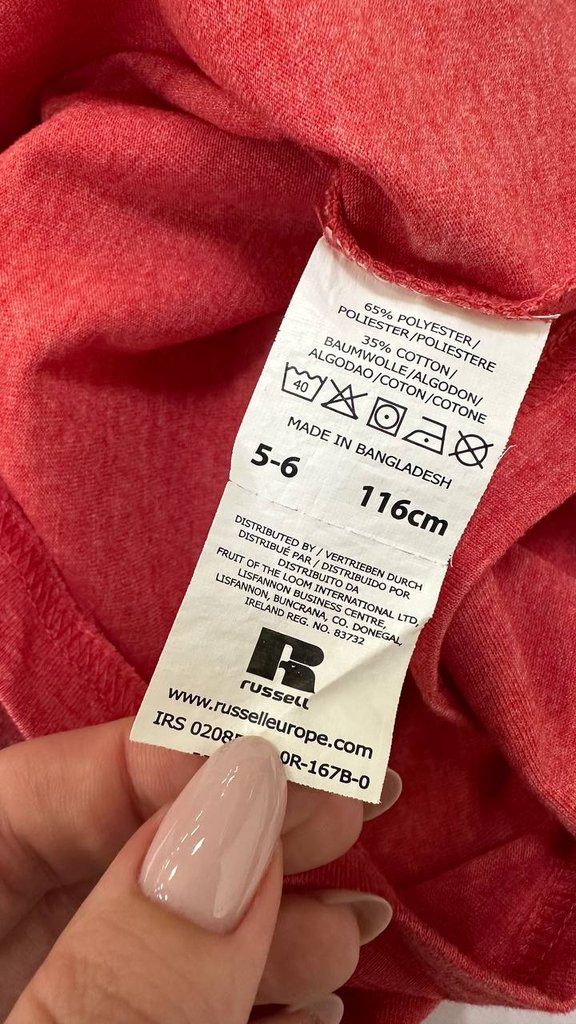 65% POLYESTER/
POLIESTER/POLIESTERE
35% COTTON/
BAUMWOLLE/ALGODON/
ALGODAO/COTON/COTONE
40
MADE IN BANGLADESH
5-6 116cm
DISTRIBUTED BY / VERTRIEBEN DURCH
DISTRIBUÉ PAR / DISTRIBUIDO POR
DISTRIBUITO DA
FRUIT OF THE LOOM INTERNATIONAL LTD,
LISFANNON BUSINESS CENTRE,
LISFANNON, BUNCRANA, CO. DONEGAL,
IRELAND REG. NO. 83732
R
russell
www.russelleurope.com
IRS 0208 0R-167B-0